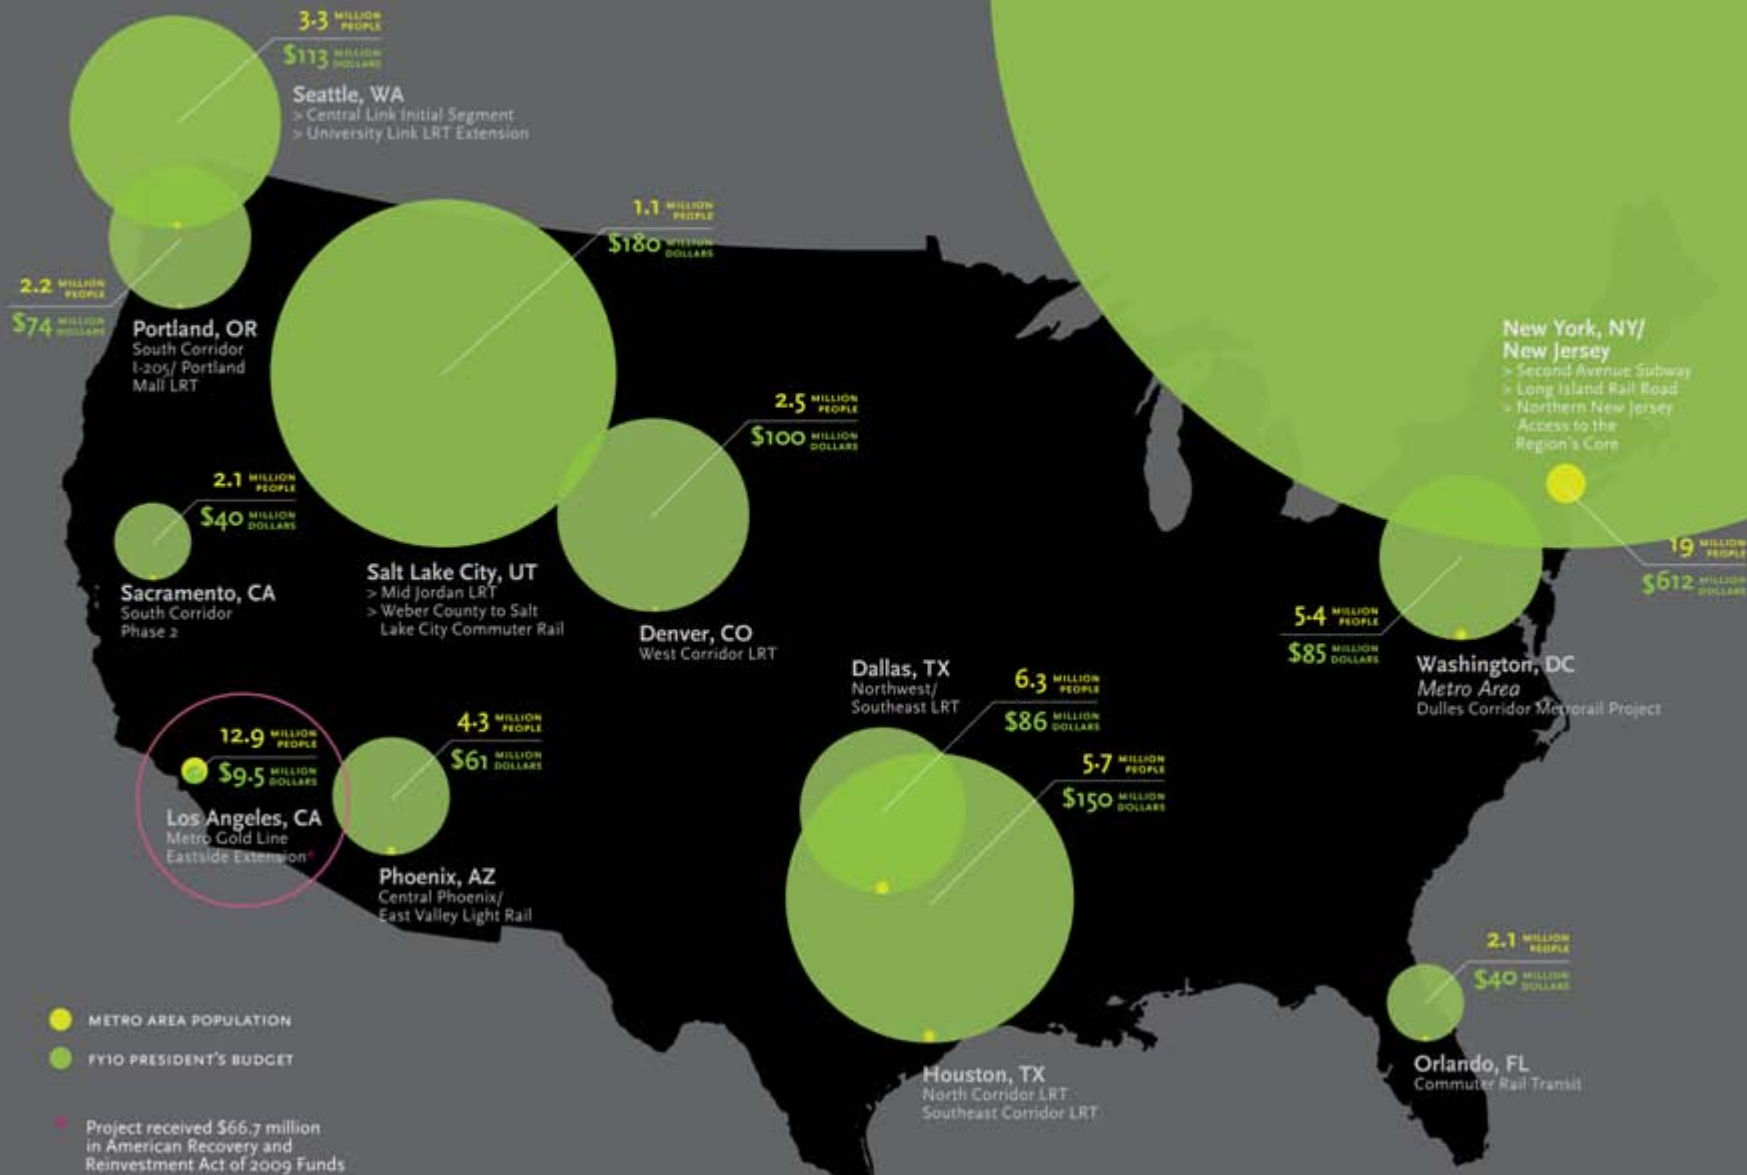 3.3 MILLION PEOPLE
$113 MILLION DOLLARS
Seattle, WA
> Central Link Initial Segment
> University Link LRT Extension
1.1 MILLION PEOPLE
$180 MILLION DOLLARS
Salt Lake City, UT
> Mid Jordan LRT
> Weber County to Salt
Lake City Commuter Rail
2.2 MILLION PEOPLE
$74 MILLION DOLLARS
Portland, OR
South Corridor
I-205/ Portland
Mall LRT
2.5 MILLION PEOPLE
$100 MILLION DOLLARS
Denver, CO
West Corridor LRT
New York, NY/
New Jersey
> Second Avenue Subway
> Long Island Rail Road
> Northern New Jersey
Access to the
Region's Core
19 MILLION PEOPLE
$612 MILLION DOLLARS
2.1 MILLION PEOPLE
$40 MILLION DOLLARS
Sacramento, CA
South Corridor
Phase 2
5.4 MILLION PEOPLE
$85 MILLION DOLLARS
Washington, DC
Metro Area
Dulles Corridor Metrorail Project
Dallas, TX
Northwest/
Southeast LRT
6.3 MILLION PEOPLE
$86 MILLION DOLLARS
12.9 MILLION PEOPLE
$9.5 MILLION DOLLARS
Los Angeles, CA
Metro Gold Line
Eastside Extension*
4.3 MILLION PEOPLE
$61 MILLION DOLLARS
Phoenix, AZ
Central Phoenix/
East Valley Light Rail
5.7 MILLION PEOPLE
$150 MILLION DOLLARS
Houston, TX
North Corridor LRT
Southeast Corridor LRT
2.1 MILLION PEOPLE
$40 MILLION DOLLARS
Orlando, FL
Commuter Rail Transit
METRO AREA POPULATION
FY10 PRESIDENT'S BUDGET
* Project received $66.7 million
in American Recovery and
Reinvestment Act of 2009 Funds